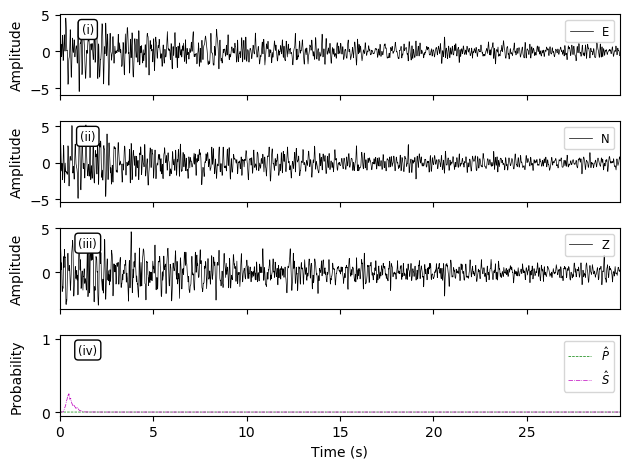 Amplitude
5
0
−5
(i)
E
Amplitude
5
0
−5
(ii)
N
Amplitude
5
0
(iii)
Z
Probability
1
0
(iv)
P̂
Ŝ
0 5 10 15 20 25
Time (s)